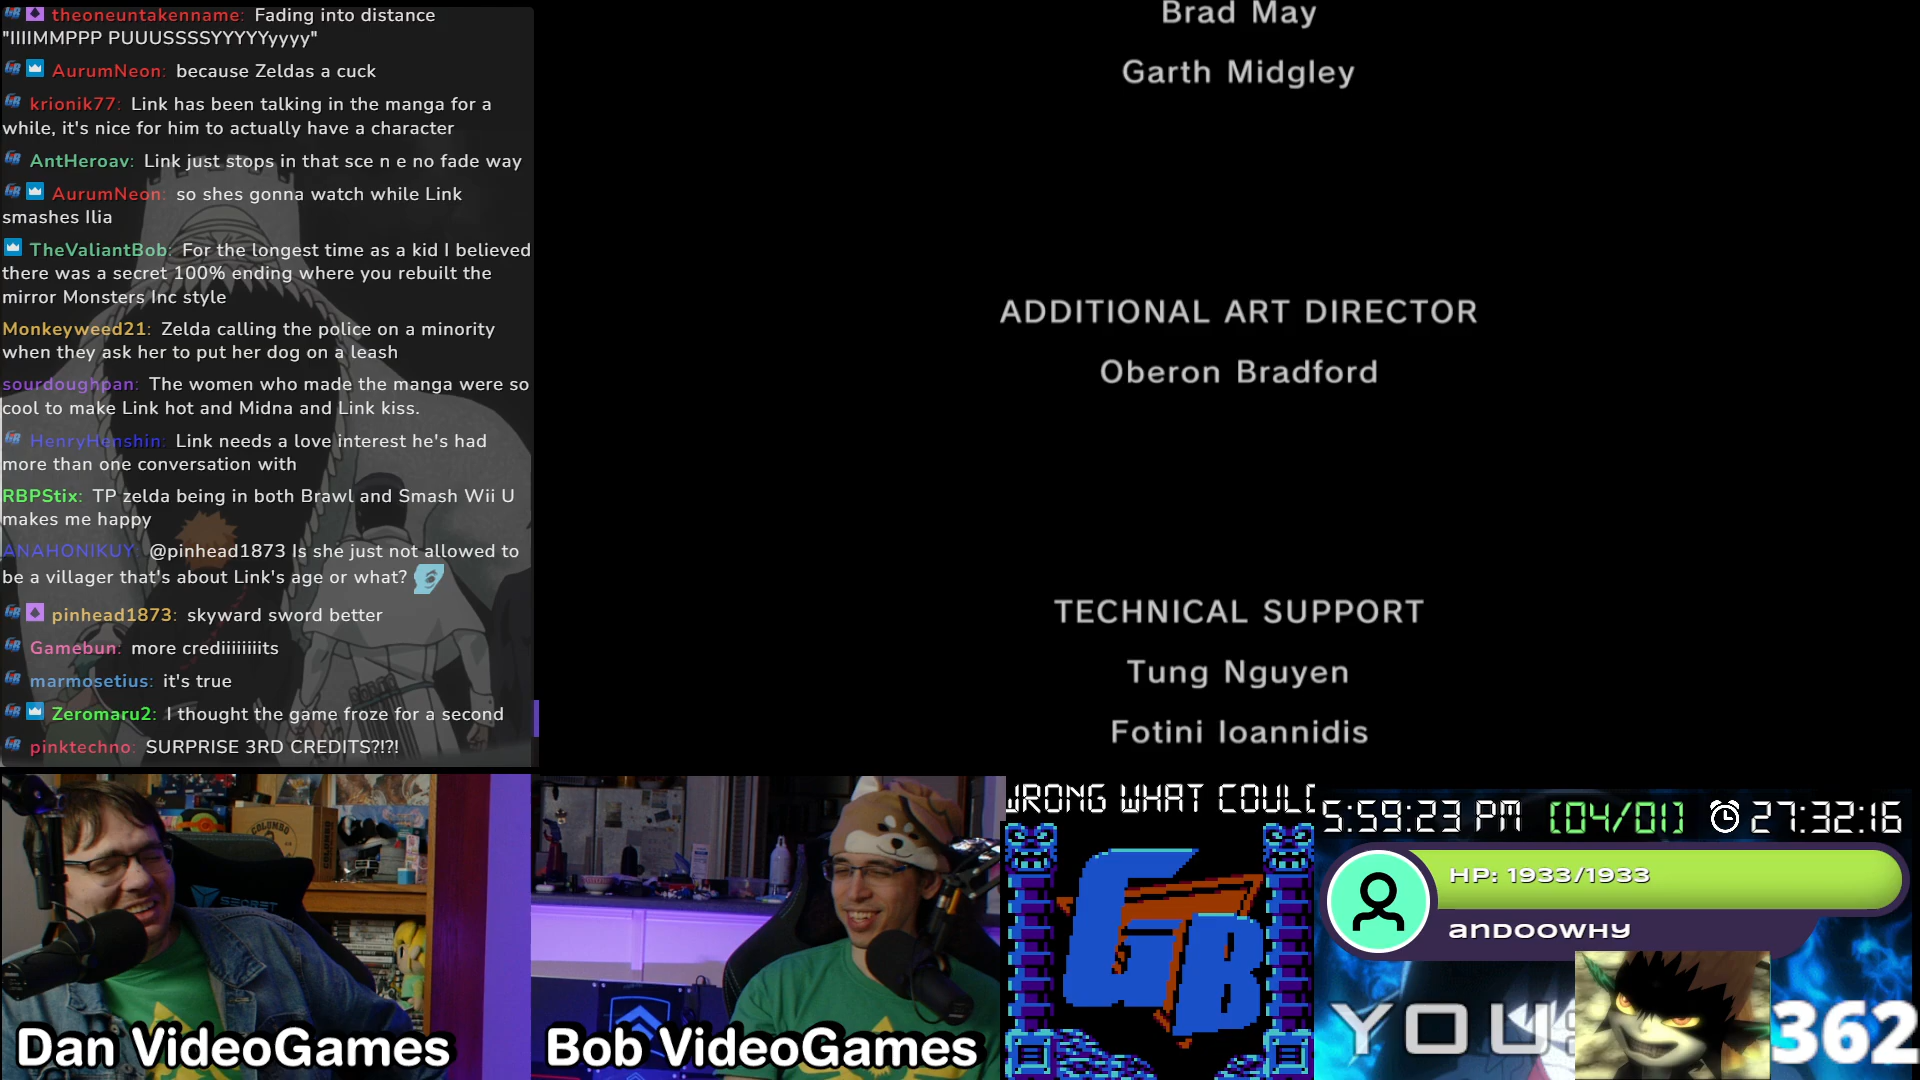 theoneuntakenname: Fading into distance
"IIIIMMPPP PUUUSSSSYYYYYyyyy"
AurumNeon: because Zeldas a cuck
krionik77: Link has been talking in the manga for a
while, it's nice for him to actually have a character
AntHeroav: Link just stops in that sce n e no fade way
AurumNeon: so shes gonna watch while Link
smashes Ilia
TheValiantBob: For the longest time as a kid I believed
there was a secret 100% ending where you rebuilt the
mirror Monsters Inc style
Monkeyweed21: Zelda calling the police on a minority
when they ask her to put her dog on a leash
sourdoughpan: The women who made the manga were so
cool to make Link hot and Midna and Link kiss.
HenryHenshin: Link needs a love interest he's had
more than one conversation with
RBPStix: TP zelda being in both Brawl and Smash Wii U
makes me happy
ANAHONIKUY: @pinhead1873 Is she just not allowed to
be a villager that's about Link's age or what?
pinhead1873: skyward sword better
Gamebun: more crediiiiiiiits
marmosetius: it's true
Zeromaru2: I thought the game froze for a second
pinktechno: SURPRISE 3RD CREDITS?!?!
Brad May
Garth Midgley
ADDITIONAL ART DIRECTOR
Oberon Bradford
TECHNICAL SUPPORT
Tung Nguyen
Fotini Ioannidis
COLUMBO
SECRET
Dan VideoGames
Bob VideoGames
WRONG WHAT COULD
GB
5:59:23 PM [04/01] 27:32:16
HP: 1933/1933
ANDOOWHY
YOU
362